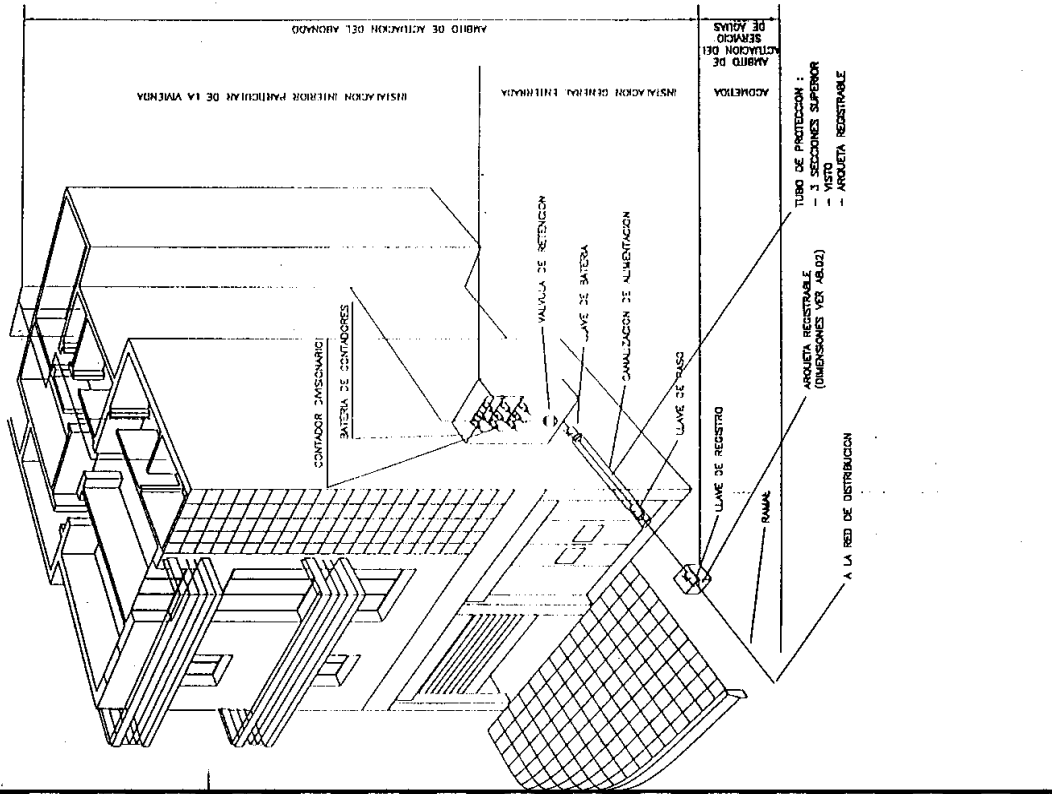 AMBITO DE ACTUACION DEL ABONADO
AMBITO DE
ACTUACION DEL
SERVICIO
DE AGUAS
INSTALACION INTERIOR PARTICULAR DE LA VIVIENDA
INSTALACION GENERAL ENTERRADA
ACOMETIDA
CONTADOR DIVISIONARIO
BATERIA DE CONTADORES
VALVULA DE RETENCION
LLAVE DE BATERIA
CANALIZACION DE ALIMENTACION
LLAVE DE PASO
TUBO DE PROTECCION :
- 3 SECCIONES SUPERIOR
- VISTO
- ARQUETA REGISTRABLE
ARQUETA REGISTRABLE
(DIMENSIONES VER AB.02)
LLAVE DE REGISTRO
RAMAL
A LA RED DE DISTRIBUCION